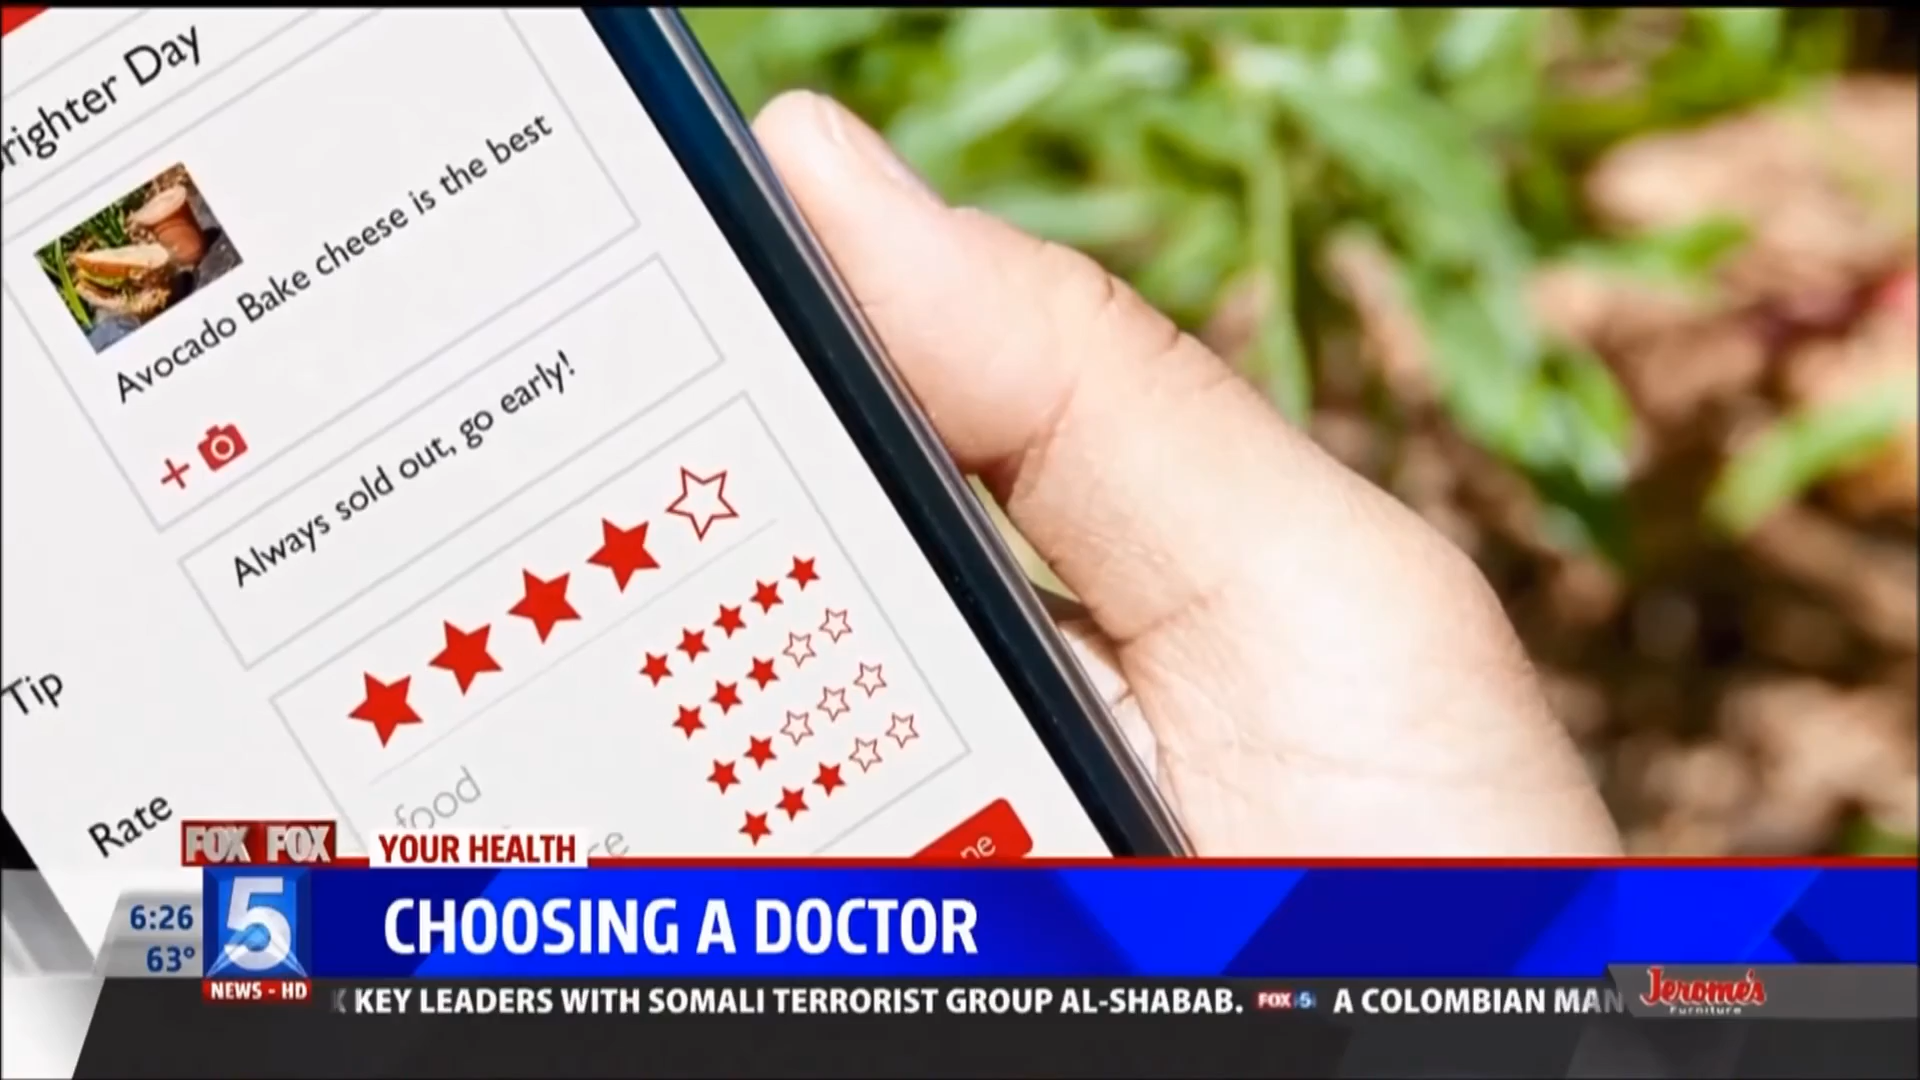 righter Day
Avocado Bake cheese is the best
Always sold out, go early!
Tip
Rate
food
FOX FOX
YOUR HEALTH
5
CHOOSING A DOCTOR
6:26
63°
NEWS - HD
KEY LEADERS WITH SOMALI TERRORIST GROUP AL-SHABAB. FOX 5 A COLOMBIAN MAN
Jerome's
Furniture